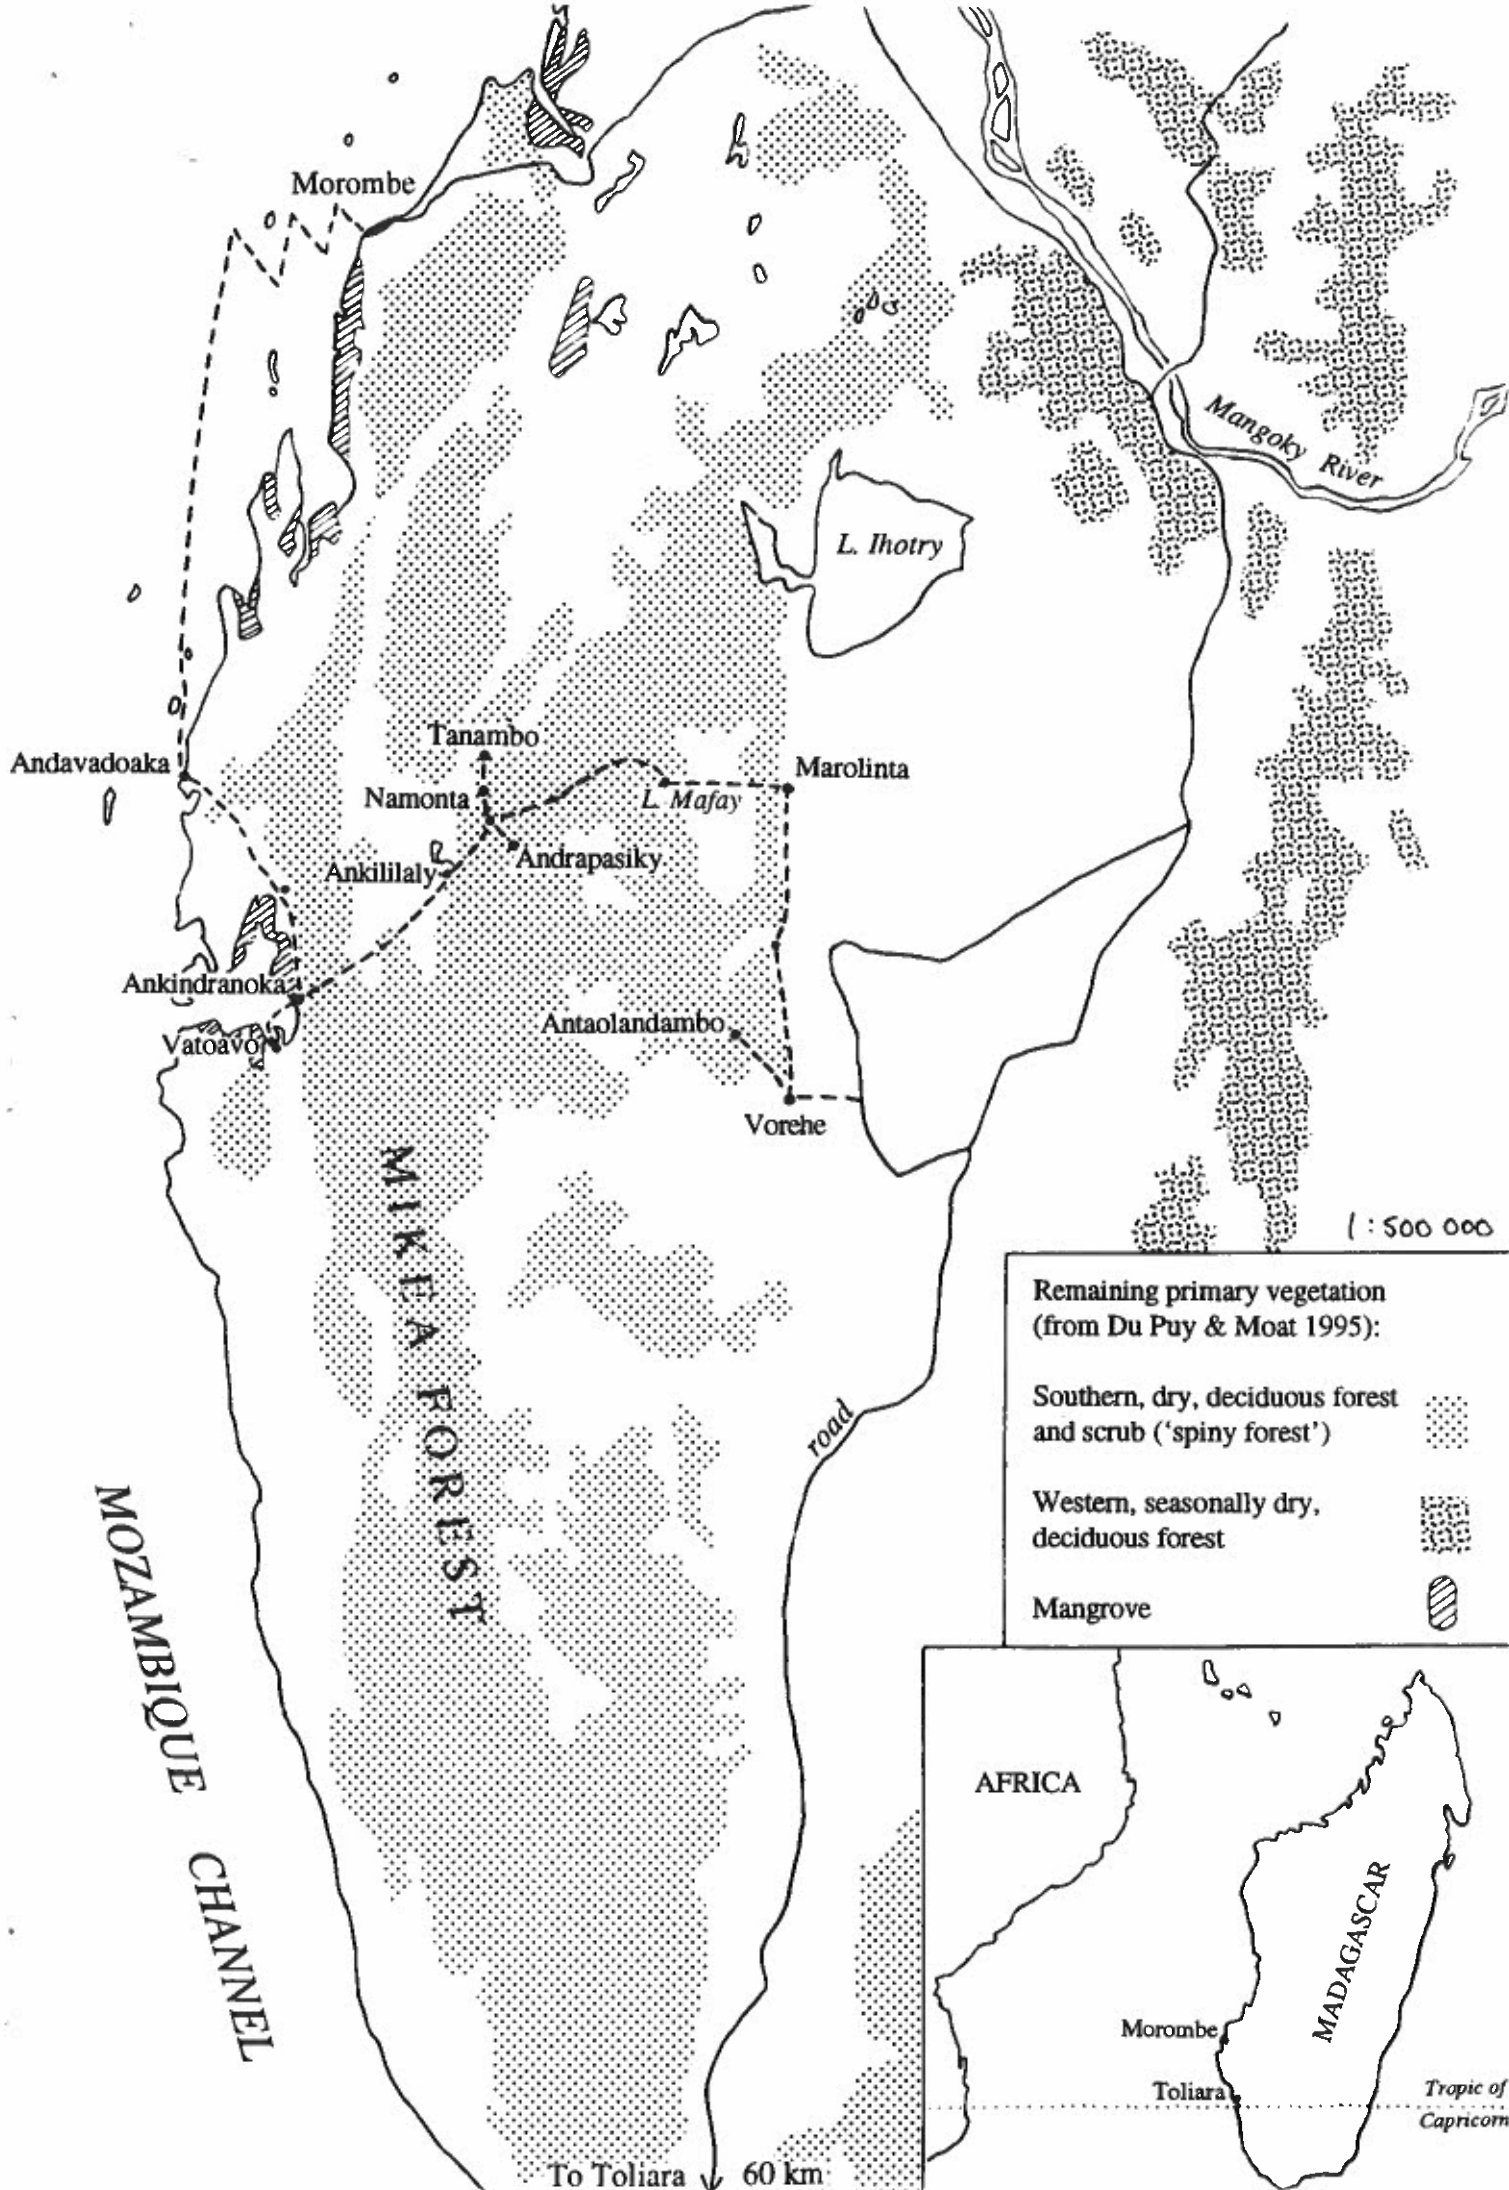 Morombe
Mangoky River
L. Ihotry
Tanambo
Andavadoaka
Marolinta
Namonta
L. Mafay
Andrapasiky
Ankililaly
Ankindranoka
Antaolandambo
Vatoavo
Vorehe
MIKEA FOREST
1 : 500 000
Remaining primary vegetation
(from Du Puy & Moat 1995):
Southern, dry, deciduous forest
and scrub (‘spiny forest’)
road
Western, seasonally dry,
deciduous forest
Mangrove
MOZAMBIQUE CHANNEL
AFRICA
MADAGASCAR
Morombe
Toliara
Tropic of
Capricorn
To Toliara 60 km